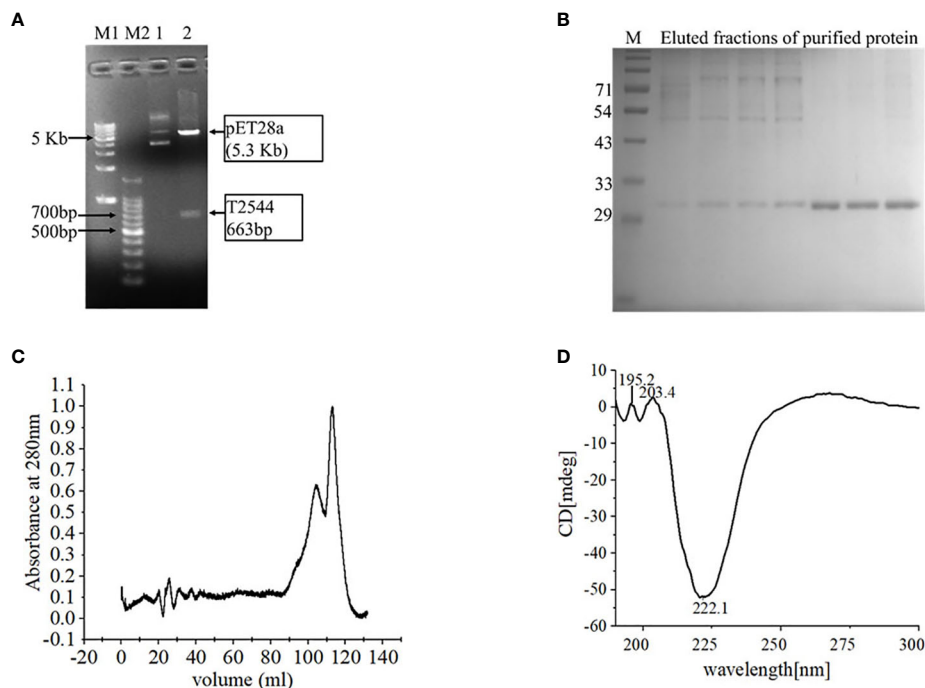 A
M1 M2 1 2
5 Kb
pET28a
(5.3 Kb)
700bp
500bp
T2544
663bp
B
M Eluted fractions of purified protein
71
54
43
33
29
C
1.1
1.0
0.9
0.8
0.7
0.6
0.5
0.4
0.3
0.2
0.1
0.0
-0.1
Absorbance at 280nm
-20 0 20 40 60 80 100 120 140
volume (ml)
D
10
0
-10
-20
-30
-40
-50
-60
CD[mdeg]
195.2
203.4
222.1
200 225 250 275 300
wavelength[nm]